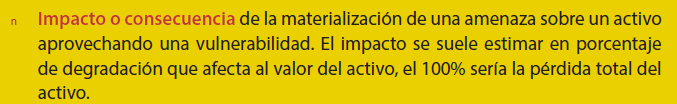 n Impacto o consecuencia de la materialización de una amenaza sobre un activo
aprovechando una vulnerabilidad. El impacto se suele estimar en porcentaje
de degradación que afecta al valor del activo, el 100% sería la pérdida total del
activo.